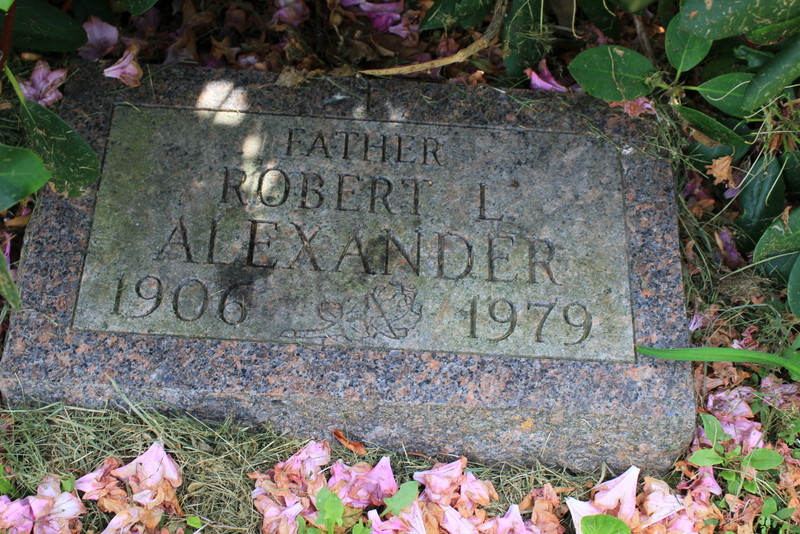 FATHER
ROBERT L
ALEXANDER
1906 1979